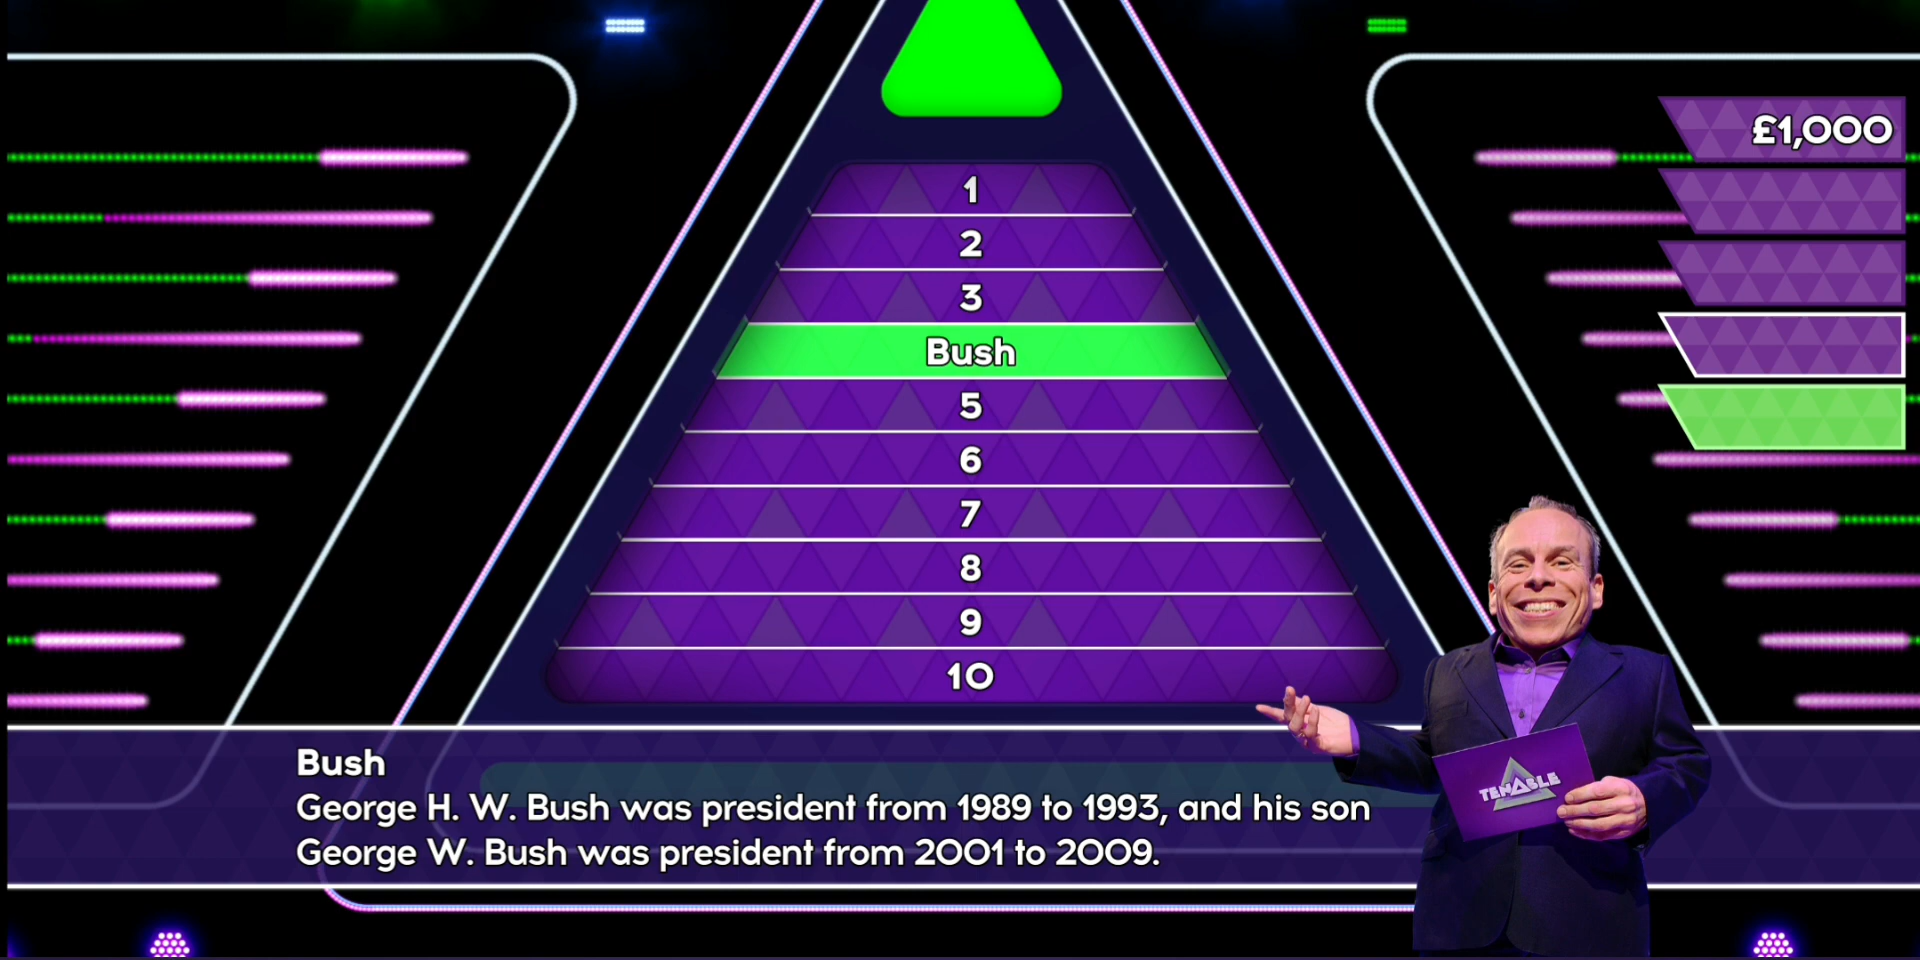 £1,000
1
2
3
Bush
5
6
7
8
9
10
Bush
George H. W. Bush was president from 1989 to 1993, and his son
George W. Bush was president from 2001 to 2009.
TENABLE